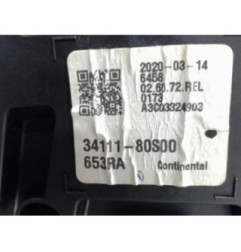 2020-03-14
6458
02.60.72.REL
0173
A3C03324903
34111-80S00
653RA
Continental